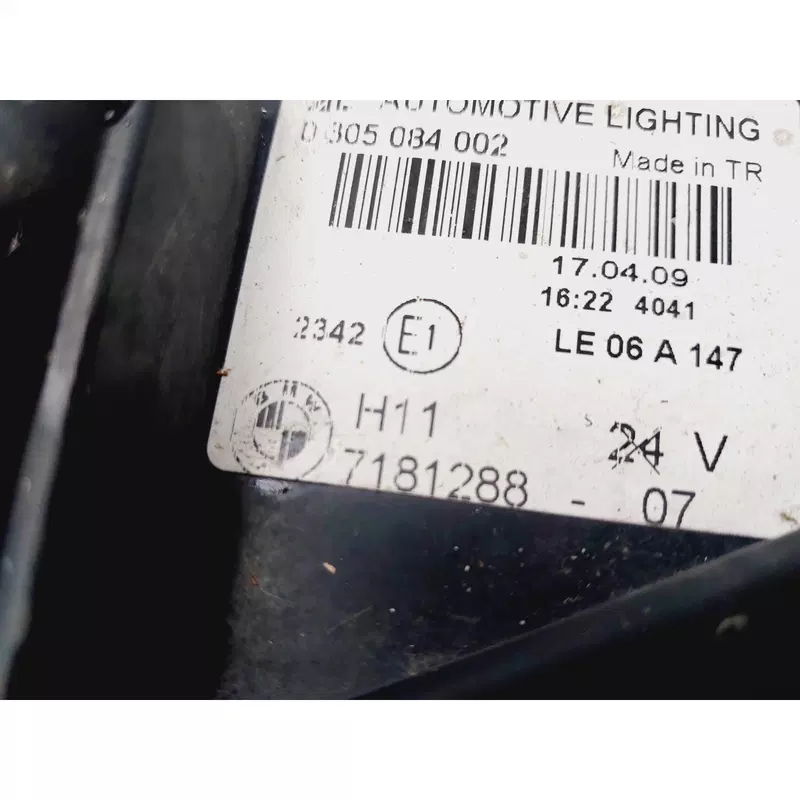 AUTOMOTIVE LIGHTING
0 305 084 002
Made in TR
17.04.09
16:22 4041
2342 E1
LE 06 A 147
BMW
H11
24 V
7181288 - 07